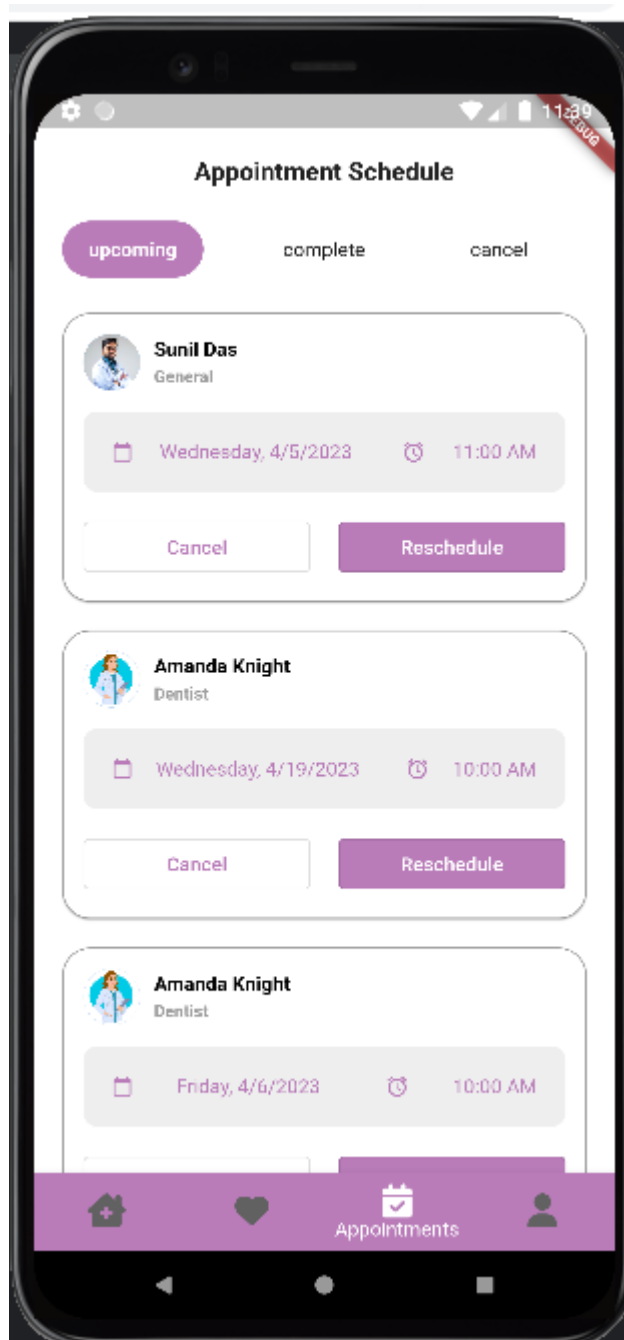 11:39
DEBUG
Appointment Schedule
upcoming complete cancel
Sunil Das
General
Wednesday, 4/5/2023 11:00 AM
Cancel Reschedule
Amanda Knight
Dentist
Wednesday, 4/19/2023 10:00 AM
Cancel Reschedule
Amanda Knight
Dentist
Friday, 4/6/2023 10:00 AM
Appointments